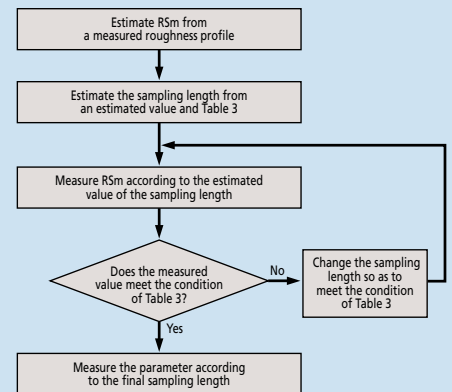 Estimate RSm from
a measured roughness profile
Estimate the sampling length from
an estimated value and Table 3
Measure RSm according to the estimated
value of the sampling length
Does the measured
value meet the condition
of Table 3?
No
Change the sampling
length so as to
meet the condition
of Table 3
Yes
Measure the parameter according
to the final sampling length